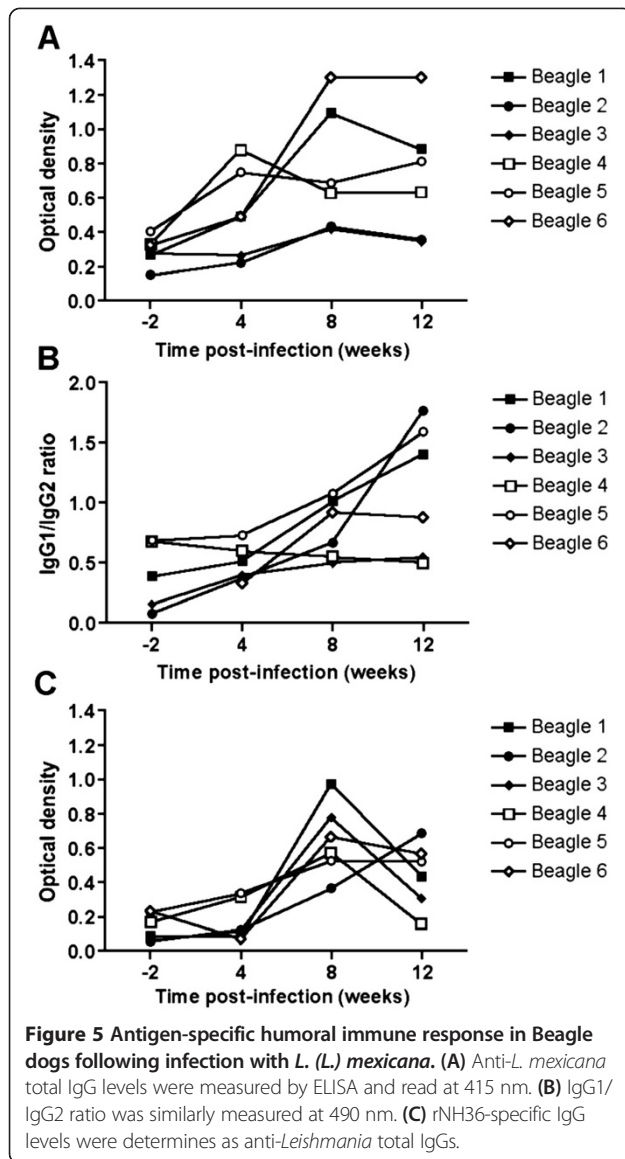 A
Optical density
1.4
1.2
1.0
0.8
0.6
0.4
0.2
0.0
-2 4 8 12
Time post-infection (weeks)
Beagle 1
Beagle 2
Beagle 3
Beagle 4
Beagle 5
Beagle 6
B
IgG1/IgG2 ratio
2.0
1.5
1.0
0.5
0.0
-2 4 8 12
Time post-infection (weeks)
Beagle 1
Beagle 2
Beagle 3
Beagle 4
Beagle 5
Beagle 6
C
Optical density
1.4
1.2
1.0
0.8
0.6
0.4
0.2
0.0
-2 4 8 12
Time post-infection (weeks)
Beagle 1
Beagle 2
Beagle 3
Beagle 4
Beagle 5
Beagle 6
Figure 5 Antigen-specific humoral immune response in Beagle
dogs following infection with L. (L.) mexicana. (A) Anti-L. mexicana
total IgG levels were measured by ELISA and read at 415 nm. (B) IgG1/
IgG2 ratio was similarly measured at 490 nm. (C) rNH36-specific IgG
levels were determines as anti-Leishmania total IgGs.